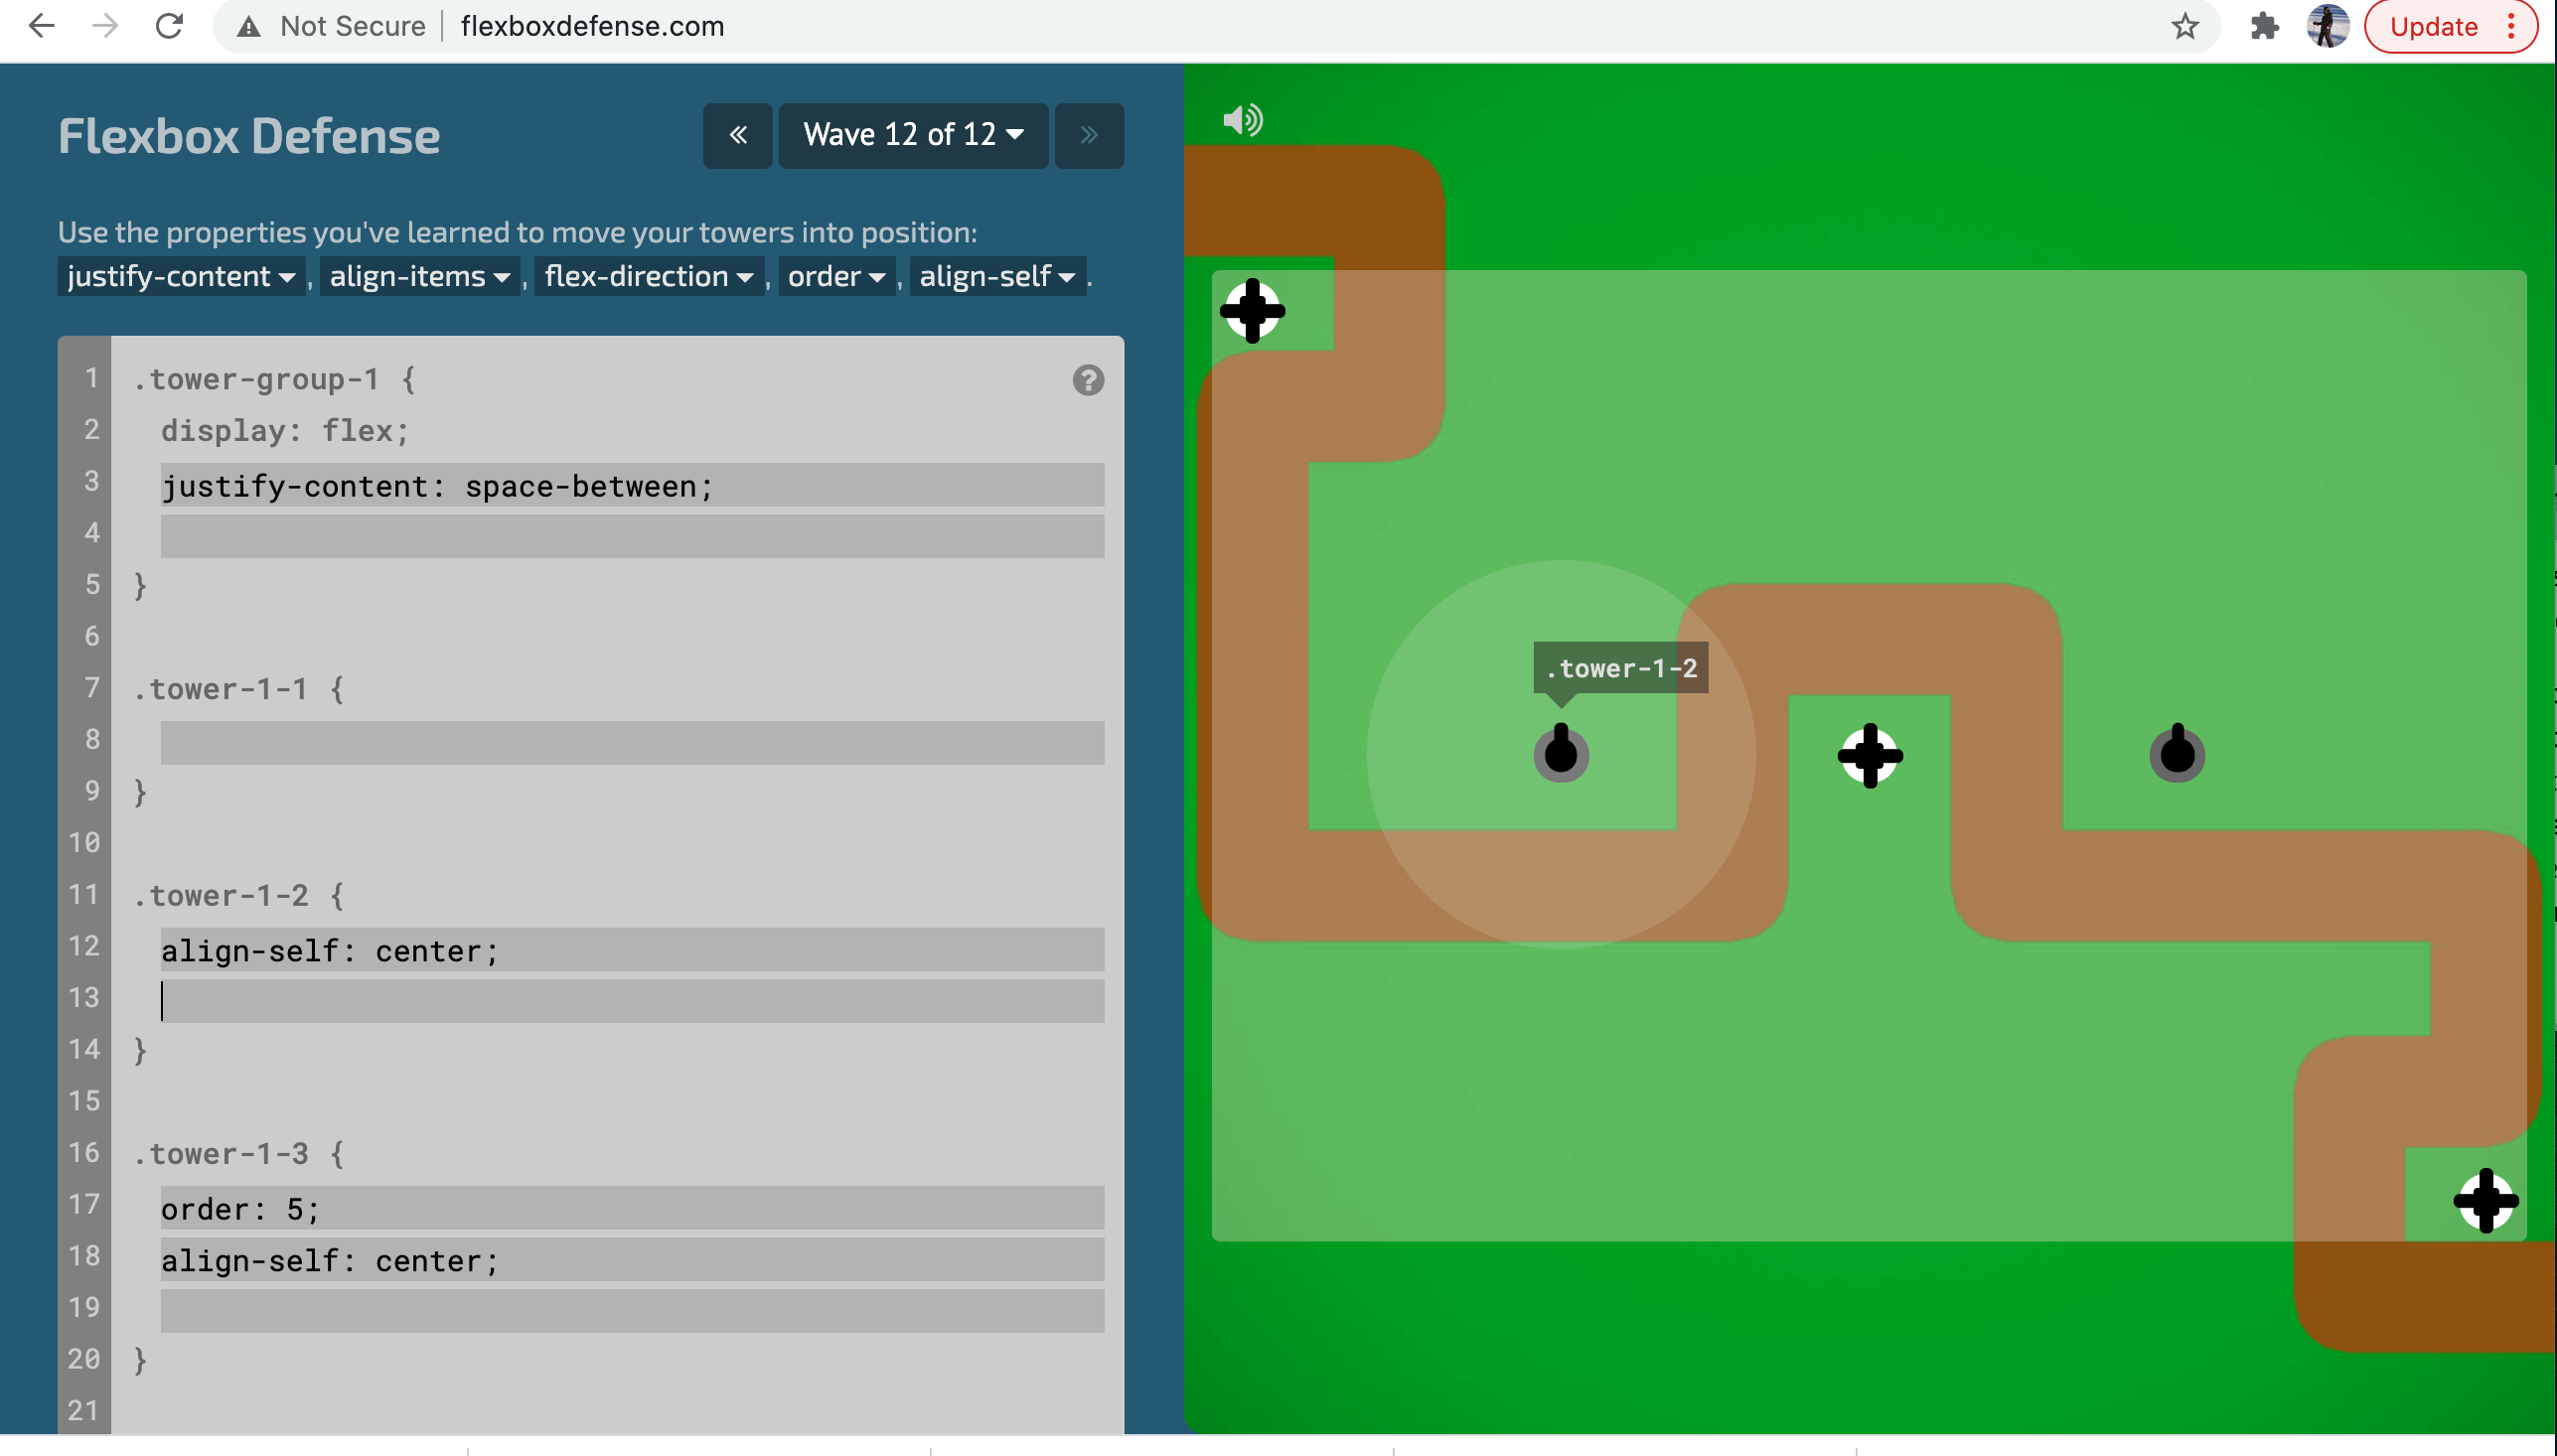 Not Secure flexboxdefense.com Update
Flexbox Defense
« Wave 12 of 12 »
Use the properties you've learned to move your towers into position:
justify-content , align-items , flex-direction , order , align-self .
1 .tower-group-1 {
2 display: flex;
3 justify-content: space-between;
4
5 }
6
7 .tower-1-1 {
8
9 }
10
11 .tower-1-2 {
12 align-self: center;
13
14 }
15
16 .tower-1-3 {
17 order: 5;
18 align-self: center;
19
20 }
21
?
.tower-1-2